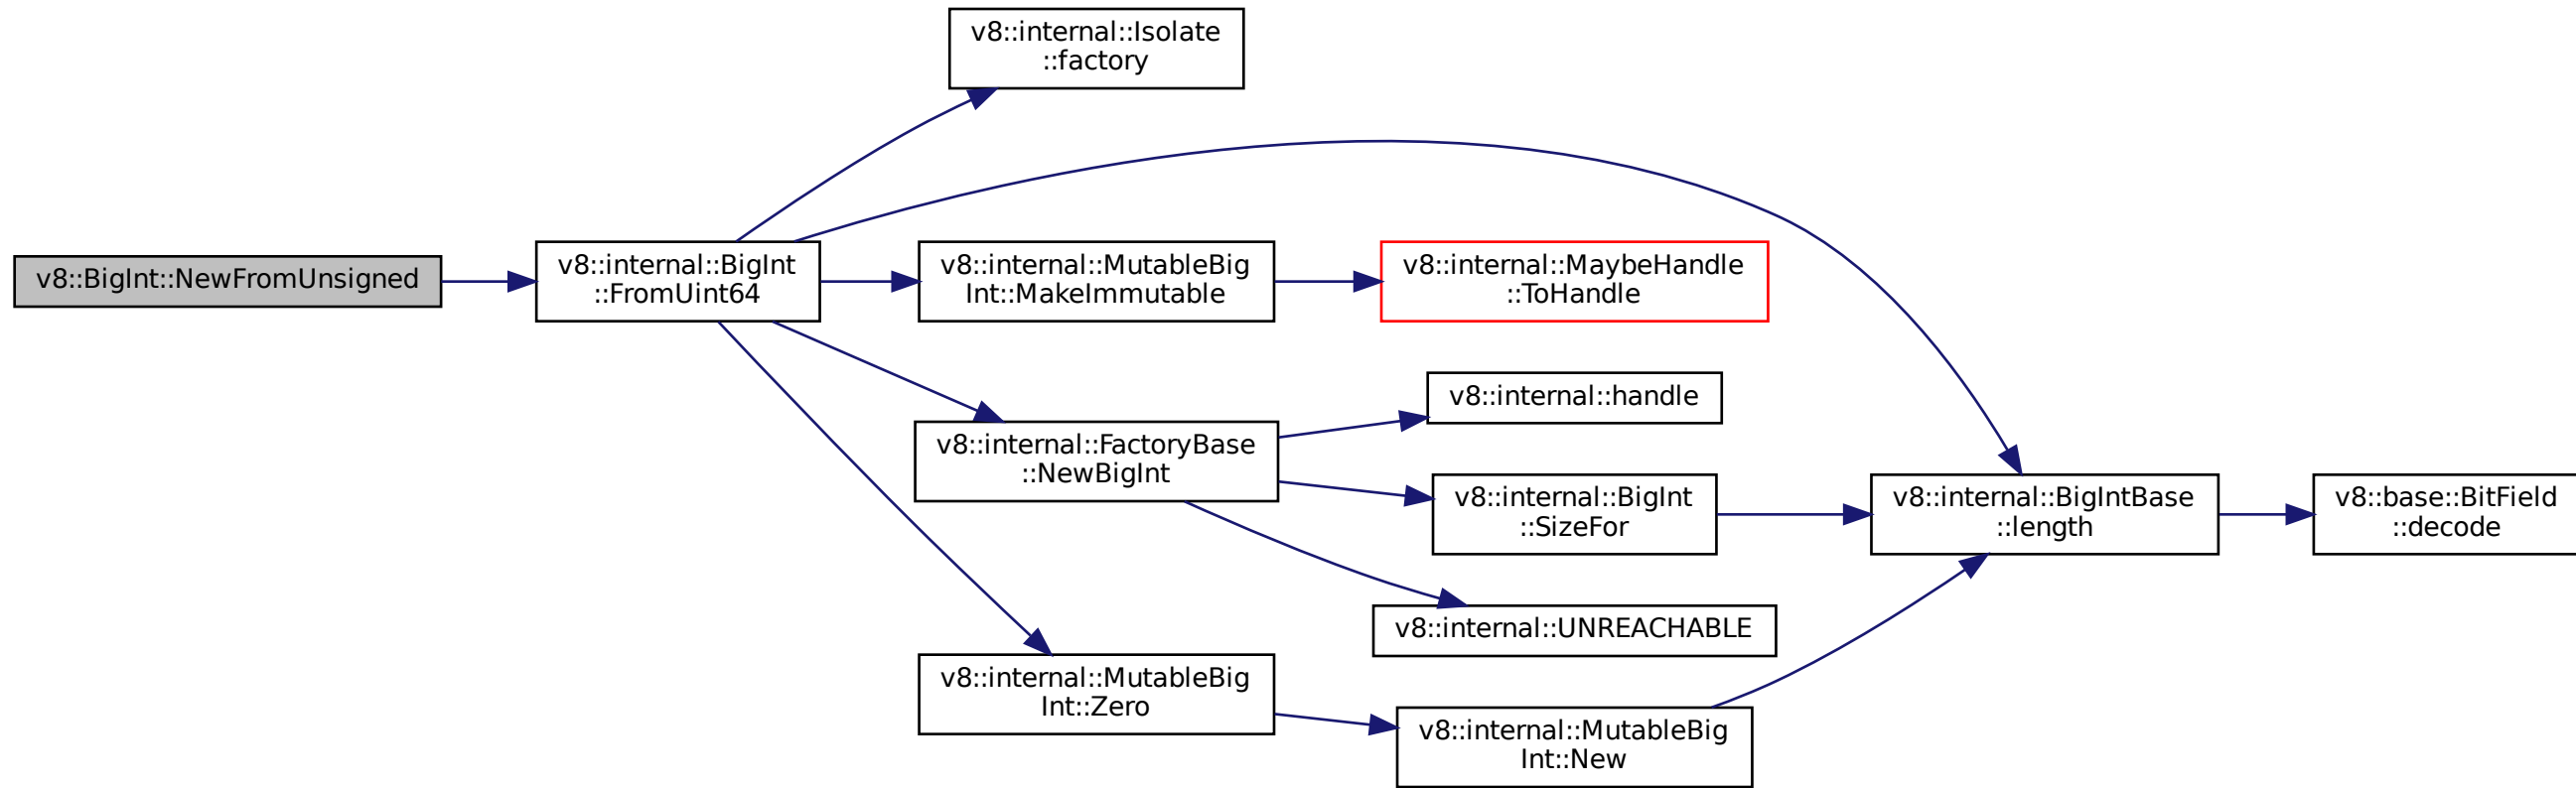 v8::internal::Isolate
::factory
v8::BigInt::NewFromUnsigned
v8::internal::BigInt
::FromUint64
v8::internal::MutableBig
Int::MakeImmutable
v8::internal::MaybeHandle
::ToHandle
v8::internal::handle
v8::internal::FactoryBase
::NewBigInt
v8::internal::BigInt
::SizeFor
v8::internal::BigIntBase
::length
v8::base::BitField
::decode
v8::internal::UNREACHABLE
v8::internal::MutableBig
Int::Zero
v8::internal::MutableBig
Int::New